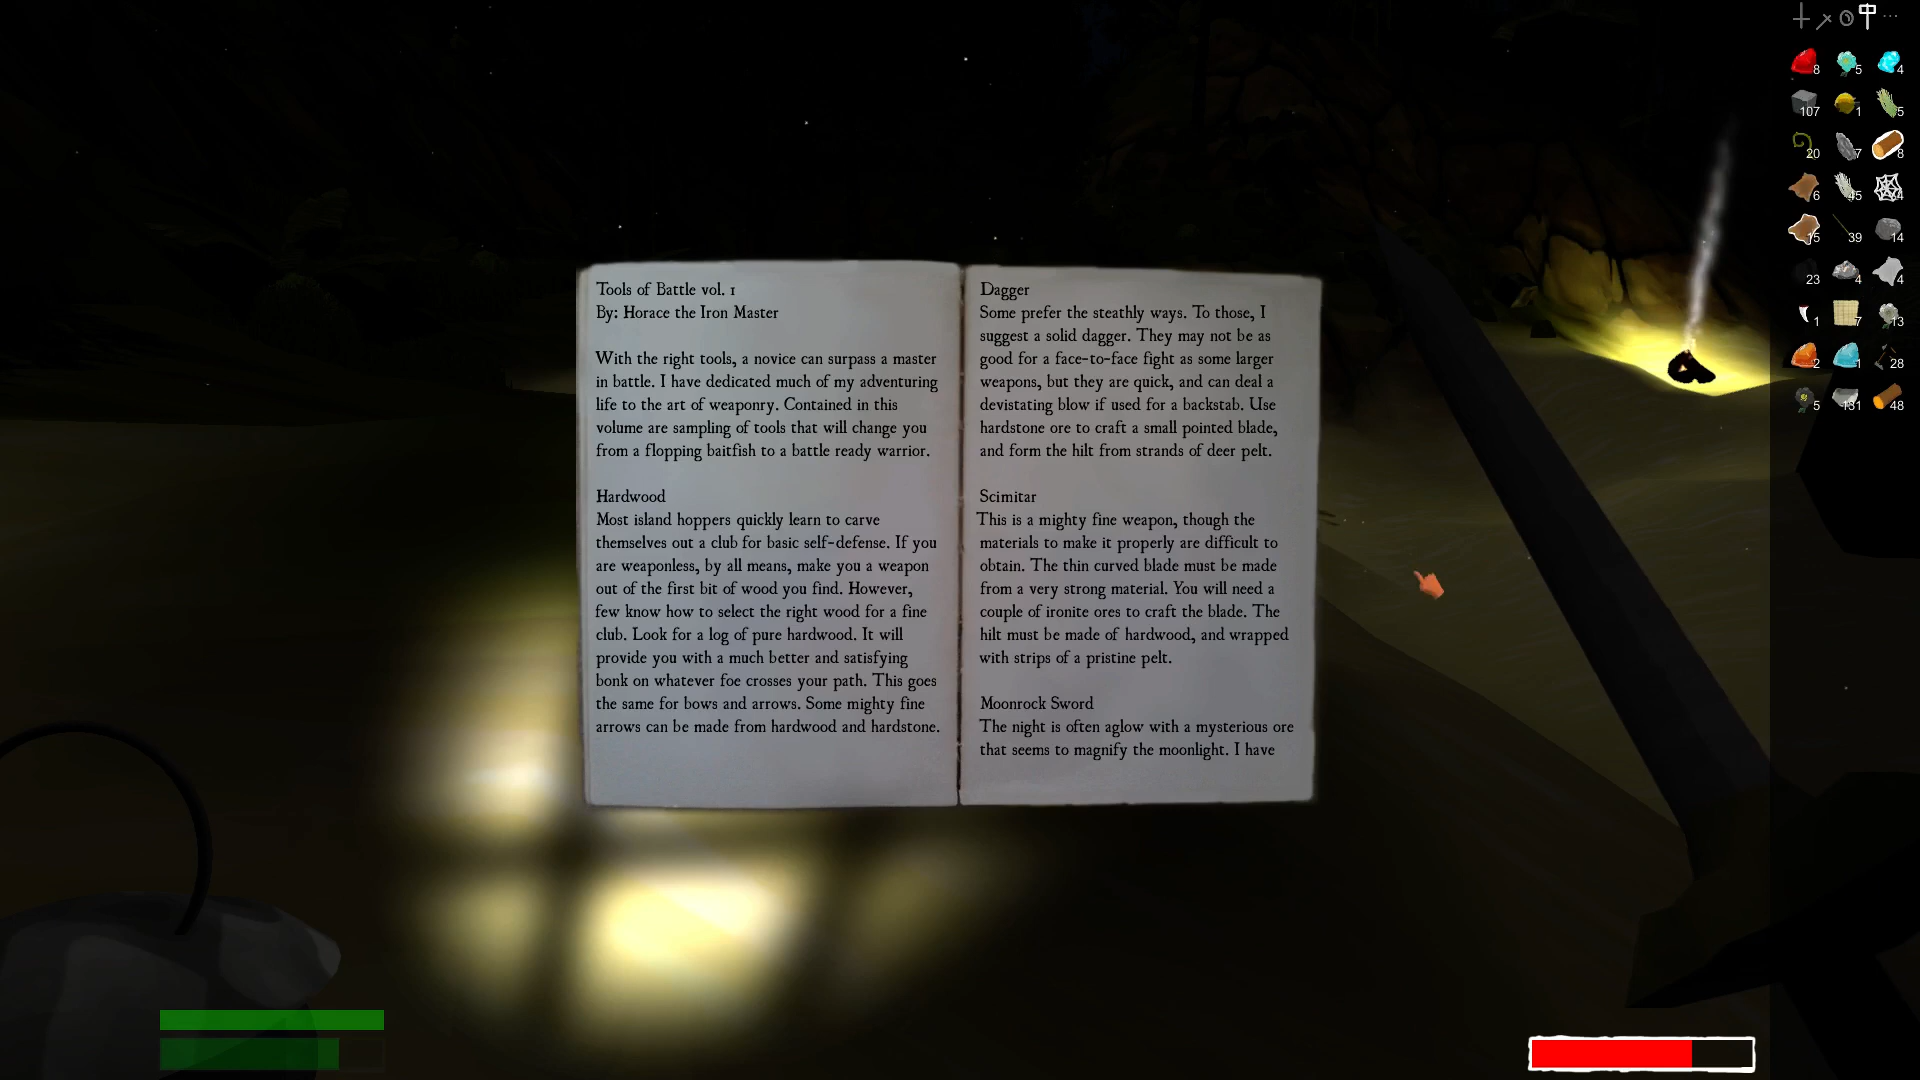 Tools of Battle vol. 1
By: Horace the Iron Master
With the right tools, a novice can surpass a master
in battle. I have dedicated much of my adventuring
life to the art of weaponry. Contained in this
volume are sampling of tools that will change you
from a flopping baitfish to a battle ready warrior.
Hardwood
Most island hoppers quickly learn to carve
themselves out a club for basic self-defense. If you
are weaponless, by all means, make you a weapon
out of the first bit of wood you find. However,
few know how to select the right wood for a fine
club. Look for a log of pure hardwood. It will
provide you with a much better and satisfying
bonk on whatever foe crosses your path. This goes
the same for bows and arrows. Some mighty fine
arrows can be made from hardwood and hardstone.
Dagger
Some prefer the steathly ways. To those, I
suggest a solid dagger. They may not be as
good for a face-to-face fight as some larger
weapons, but they are quick, and can deal a
devistating blow if used for a backstab. Use
hardstone ore to craft a small pointed blade,
and form the hilt from strands of deer pelt.
Scimitar
This is a mighty fine weapon, though the
materials to make it properly are difficult to
obtain. The thin curved blade must be made
from a very strong material. You will need a
couple of ironite ores to craft the blade. The
hilt must be made of hardwood, and wrapped
with strips of a pristine pelt.
Moonrock Sword
The night is often aglow with a mysterious ore
that seems to magnify the moonlight. I have
8 5 4
107 1 5
20 7 8
6 45 4
15 39 14
23 4 4
1 7 13
2 1 28
5 131 48